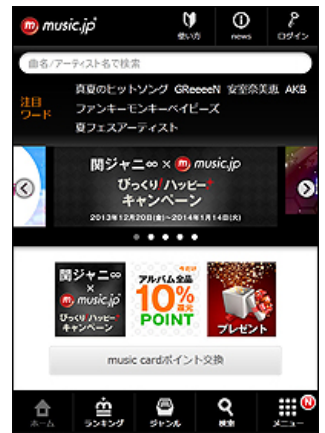 music.jp
使い方
news
ログイン
曲名/アーティスト名で検索
注目ワード
真夏のヒットソング GReeeeN 安室奈美恵 AKB
ファンキーモンキーベイビーズ
夏フェスアーティスト
関ジャニ∞ × music.jp
びっくり!ハッピー
キャンペーン
2013年12月20日(金)~2014年1月14日(火)
関ジャニ∞
×
music.jp
びっくり!ハッピー
キャンペーン
今だけ
アルバム全品
10%還元
POINT
プレゼント
music cardポイント交換
ホーム
ランキング
ジャンル
検索
メニュー
N